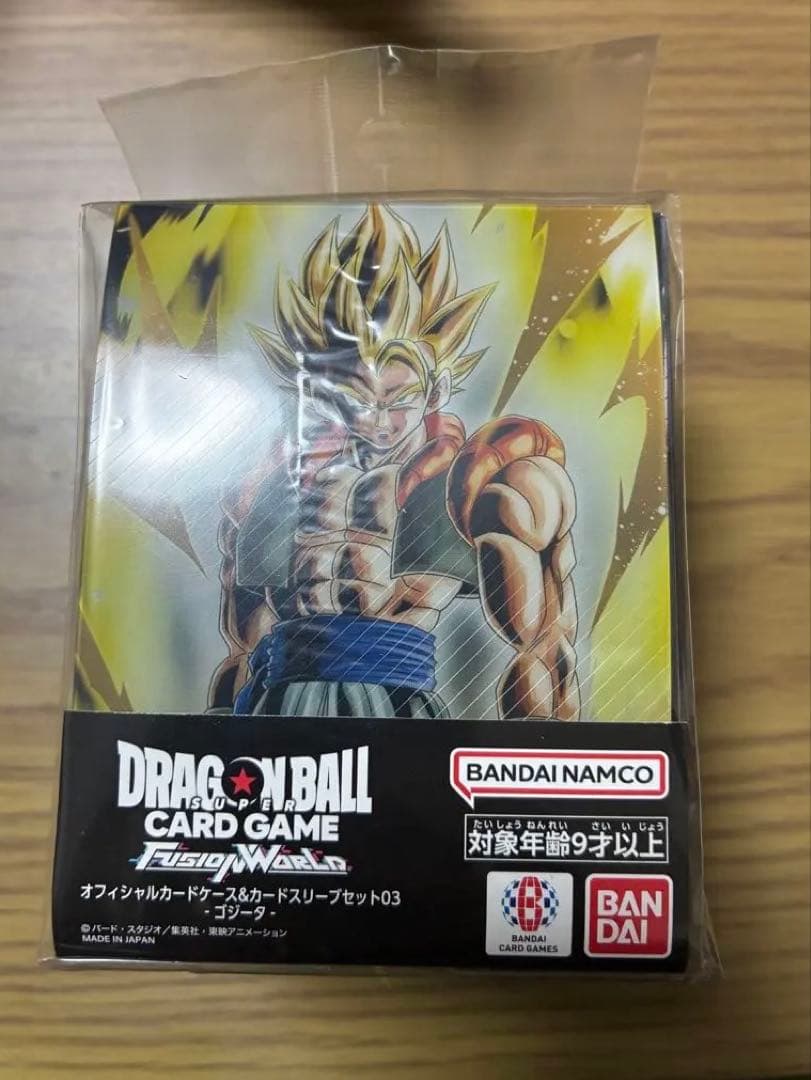 DRAGON BALL
SUPER
CARD GAME
FUSION WORLD
オフィシャルカードケース&カードスリーブセット03
- ゴジータ -
©バード・スタジオ／集英社・東映アニメーション
MADE IN JAPAN
BANDAI NAMCO
たいしょうねんれい さいいじょう
対象年齢9才以上
B
BANDAI
CARD GAMES
BAN
DAI